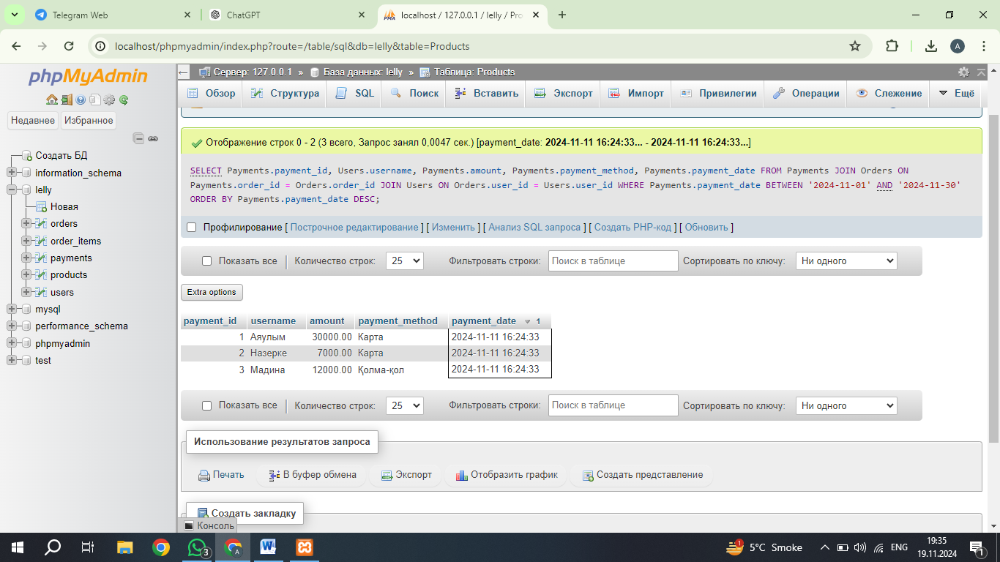 Telegram Web
ChatGPT
localhost / 127.0.0.1 / lelly / Pro
localhost/phpmyadmin/index.php?route=/table/sql&db=lelly&table=Products
A
phpMyAdmin
Недавнее Избранное
Создать БД
information_schema
lelly
Новая
orders
order_items
payments
products
users
mysql
performance_schema
phpmyadmin
test
Сервер: 127.0.0.1 » База данных: lelly » Таблица: Products
Обзор Структура SQL Поиск Вставить Экспорт Импорт Привилегии Операции Слежение Ещё
Отображение строк 0 - 2 (3 всего, Запрос занял 0,0047 сек.) [payment_date: 2024-11-11 16:24:33... - 2024-11-11 16:24:33...]
SELECT Payments.payment_id, Users.username, Payments.amount, Payments.payment_method, Payments.payment_date FROM Payments JOIN Orders ON
Payments.order_id = Orders.order_id JOIN Users ON Orders.user_id = Users.user_id WHERE Payments.payment_date BETWEEN '2024-11-01' AND '2024-11-30'
ORDER BY Payments.payment_date DESC;
Профилирование [ Построчное редактирование ] [ Изменить ] [ Анализ SQL запроса ] [ Создать PHP-код ] [ Обновить ]
Показать все Количество строк: 25 Фильтровать строки: Поиск в таблице Сортировать по ключу: Ни одного
Extra options
payment_id username amount payment_method payment_date 1
1 Аяулым 30000.00 Карта 2024-11-11 16:24:33
2 Назерке 7000.00 Карта 2024-11-11 16:24:33
3 Мадина 12000.00 Қолма-қол 2024-11-11 16:24:33
Показать все Количество строк: 25 Фильтровать строки: Поиск в таблице Сортировать по ключу: Ни одного
Использование результатов запроса
Печать В буфер обмена Экспорт Отобразить график Создать представление
Создать закладку
Консоль
3
A
1
5°C Smoke
ENG
19:35
19.11.2024
1